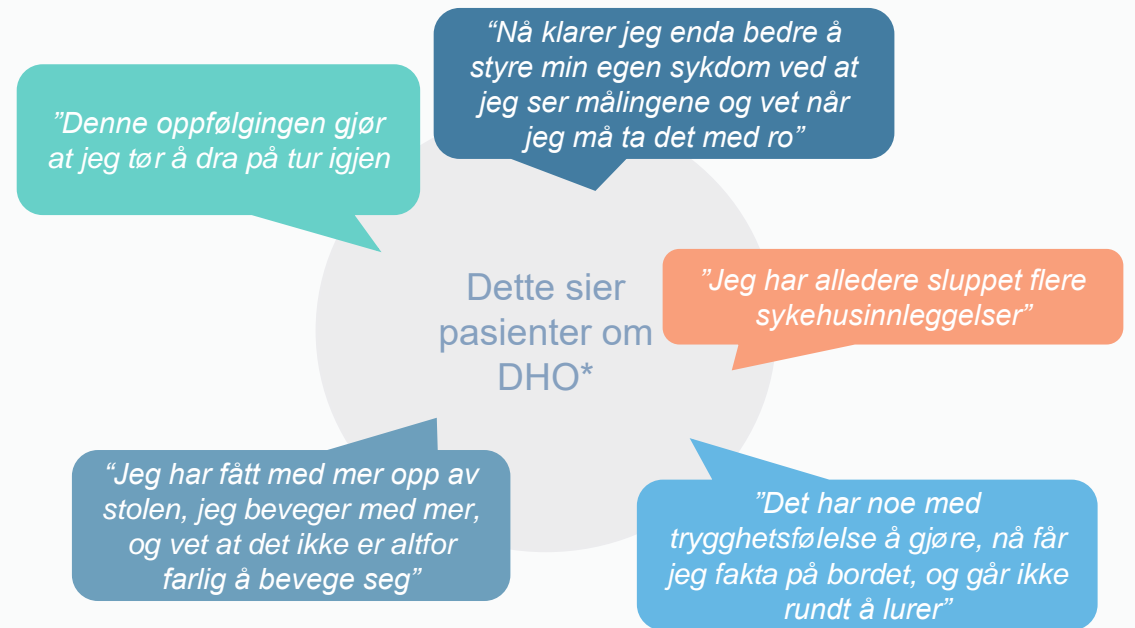 “Nå klarer jeg enda bedre å
styre min egen sykdom ved at
jeg ser målingene og vet når
jeg må ta det med ro”
”Denne oppfølgingen gjør
at jeg tør å dra på tur igjen
Dette sier
pasienter om
DHO*
”Jeg har alledere sluppet flere
sykehusinnleggelser”
“Jeg har fått med mer opp av
stolen, jeg beveger med mer,
og vet at det ikke er altfor
farlig å bevege seg”
”Det har noe med
trygghetsfølelse å gjøre, nå får
jeg fakta på bordet, og går ikke
rundt å lurer”